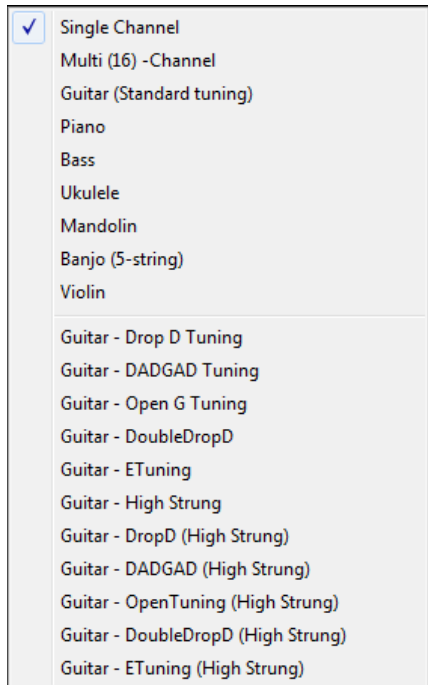 Single Channel
Multi (16) -Channel
Guitar (Standard tuning)
Piano
Bass
Ukulele
Mandolin
Banjo (5-string)
Violin
Guitar - Drop D Tuning
Guitar - DADGAD Tuning
Guitar - Open G Tuning
Guitar - DoubleDropD
Guitar - ETuning
Guitar - High Strung
Guitar - DropD (High Strung)
Guitar - DADGAD (High Strung)
Guitar - OpenTuning (High Strung)
Guitar - DoubleDropD (High Strung)
Guitar - ETuning (High Strung)